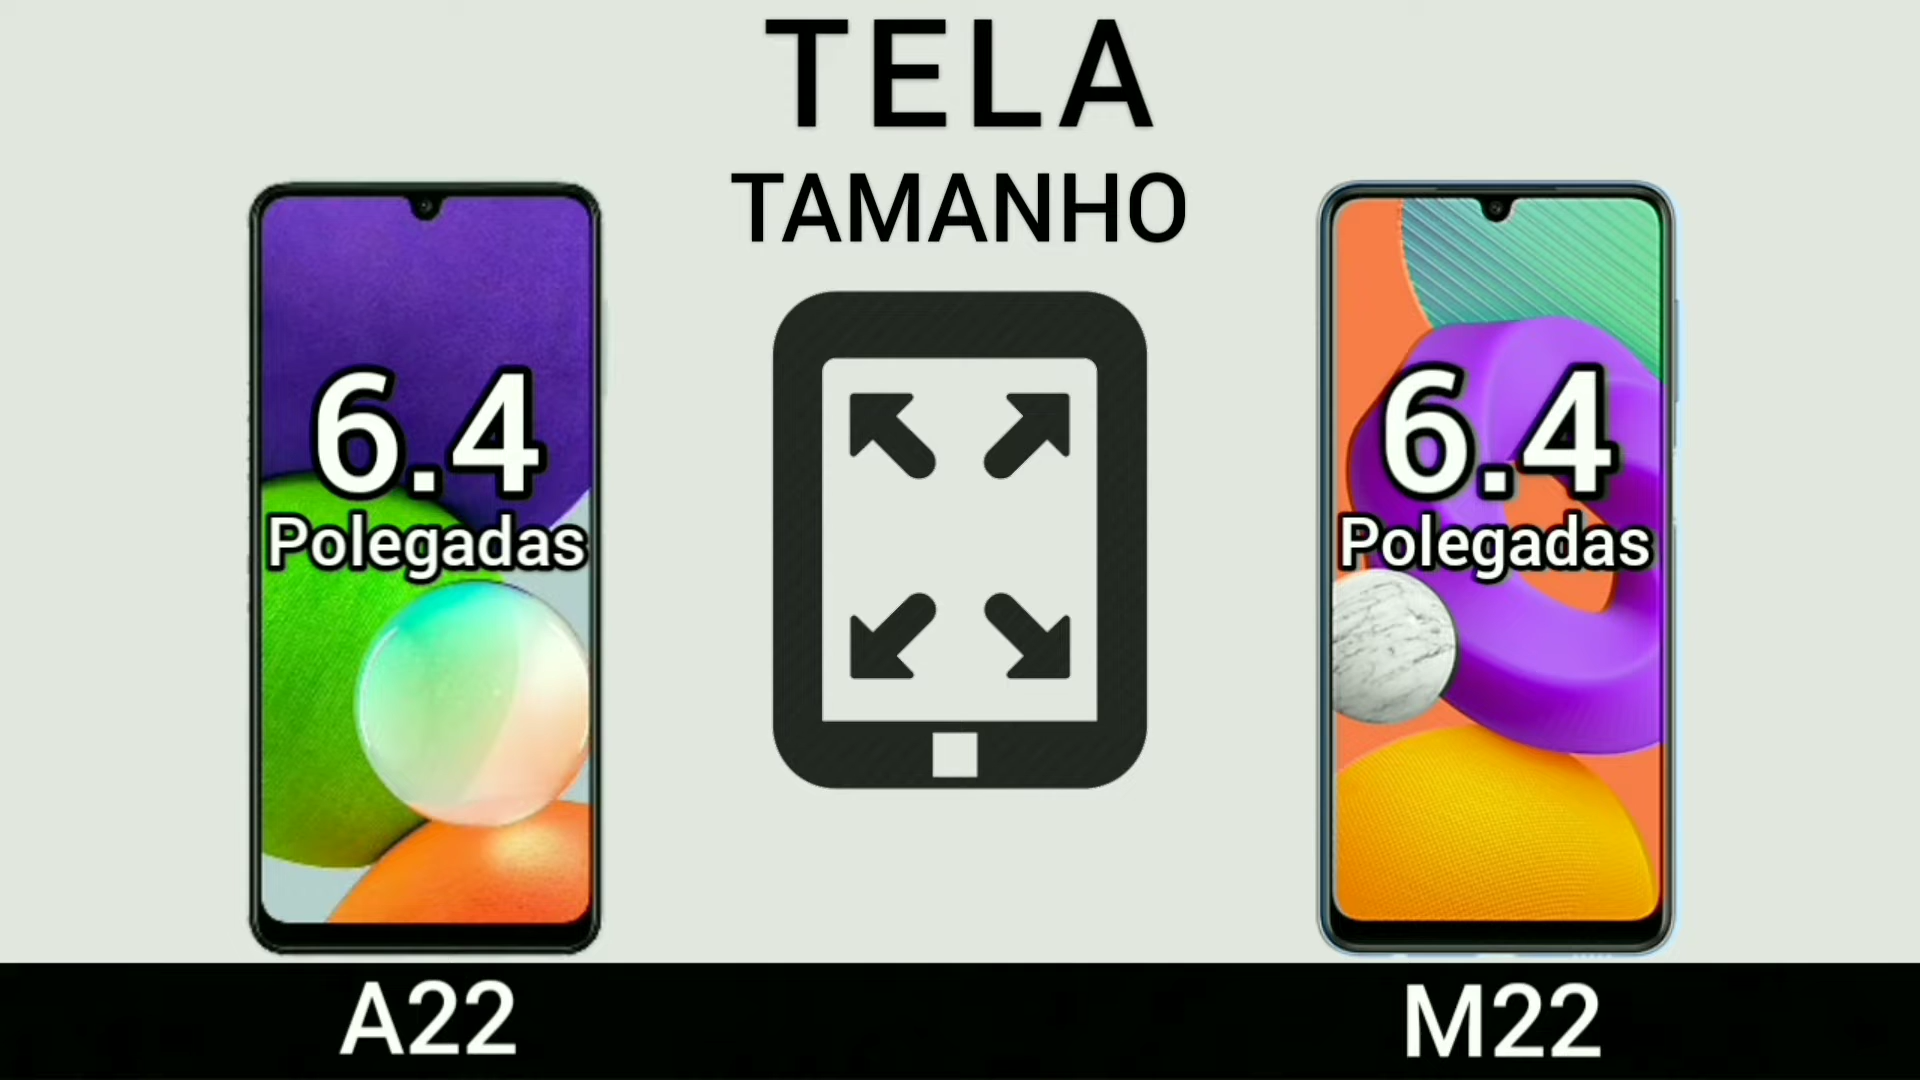 TELA
TAMANHO
6.4
Polegadas
6.4
Polegadas
A22
M22